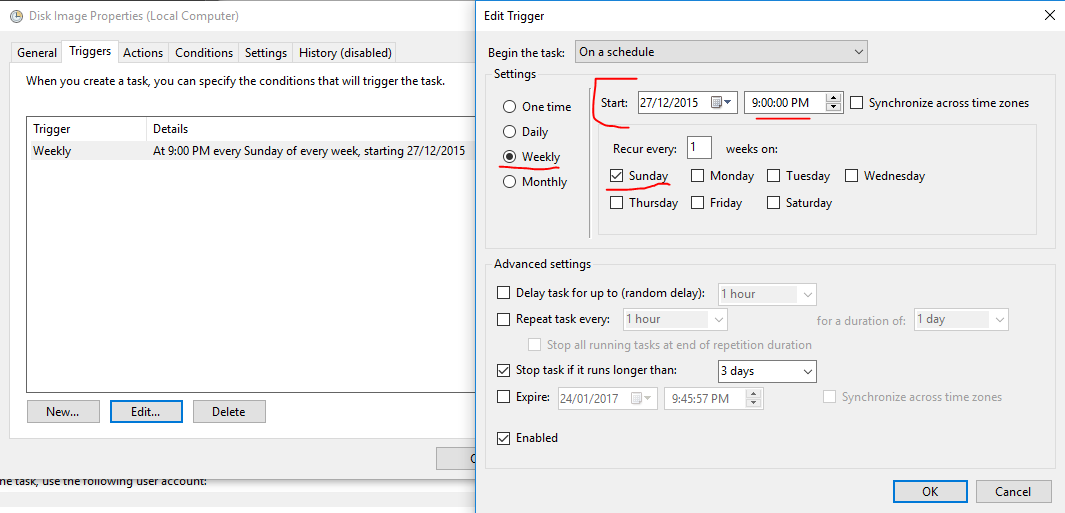 Disk Image Properties (Local Computer)
General Triggers Actions Conditions Settings History (disabled)
When you create a task, you can specify the conditions that will trigger the task.
Trigger Details
Weekly At 9:00 PM every Sunday of every week, starting 27/12/2015
New... Edit... Delete
he task, use the following user account:
Edit Trigger
Begin the task: On a schedule
Settings
One time
Daily
Weekly
Monthly
Start: 27/12/2015 9:00:00 PM Synchronize across time zones
Recur every: 1 weeks on:
Sunday Monday Tuesday Wednesday
Thursday Friday Saturday
Advanced settings
Delay task for up to (random delay): 1 hour
Repeat task every: 1 hour for a duration of: 1 day
Stop all running tasks at end of repetition duration
Stop task if it runs longer than: 3 days
Expire: 24/01/2017 9:45:57 PM Synchronize across time zones
Enabled
OK Cancel